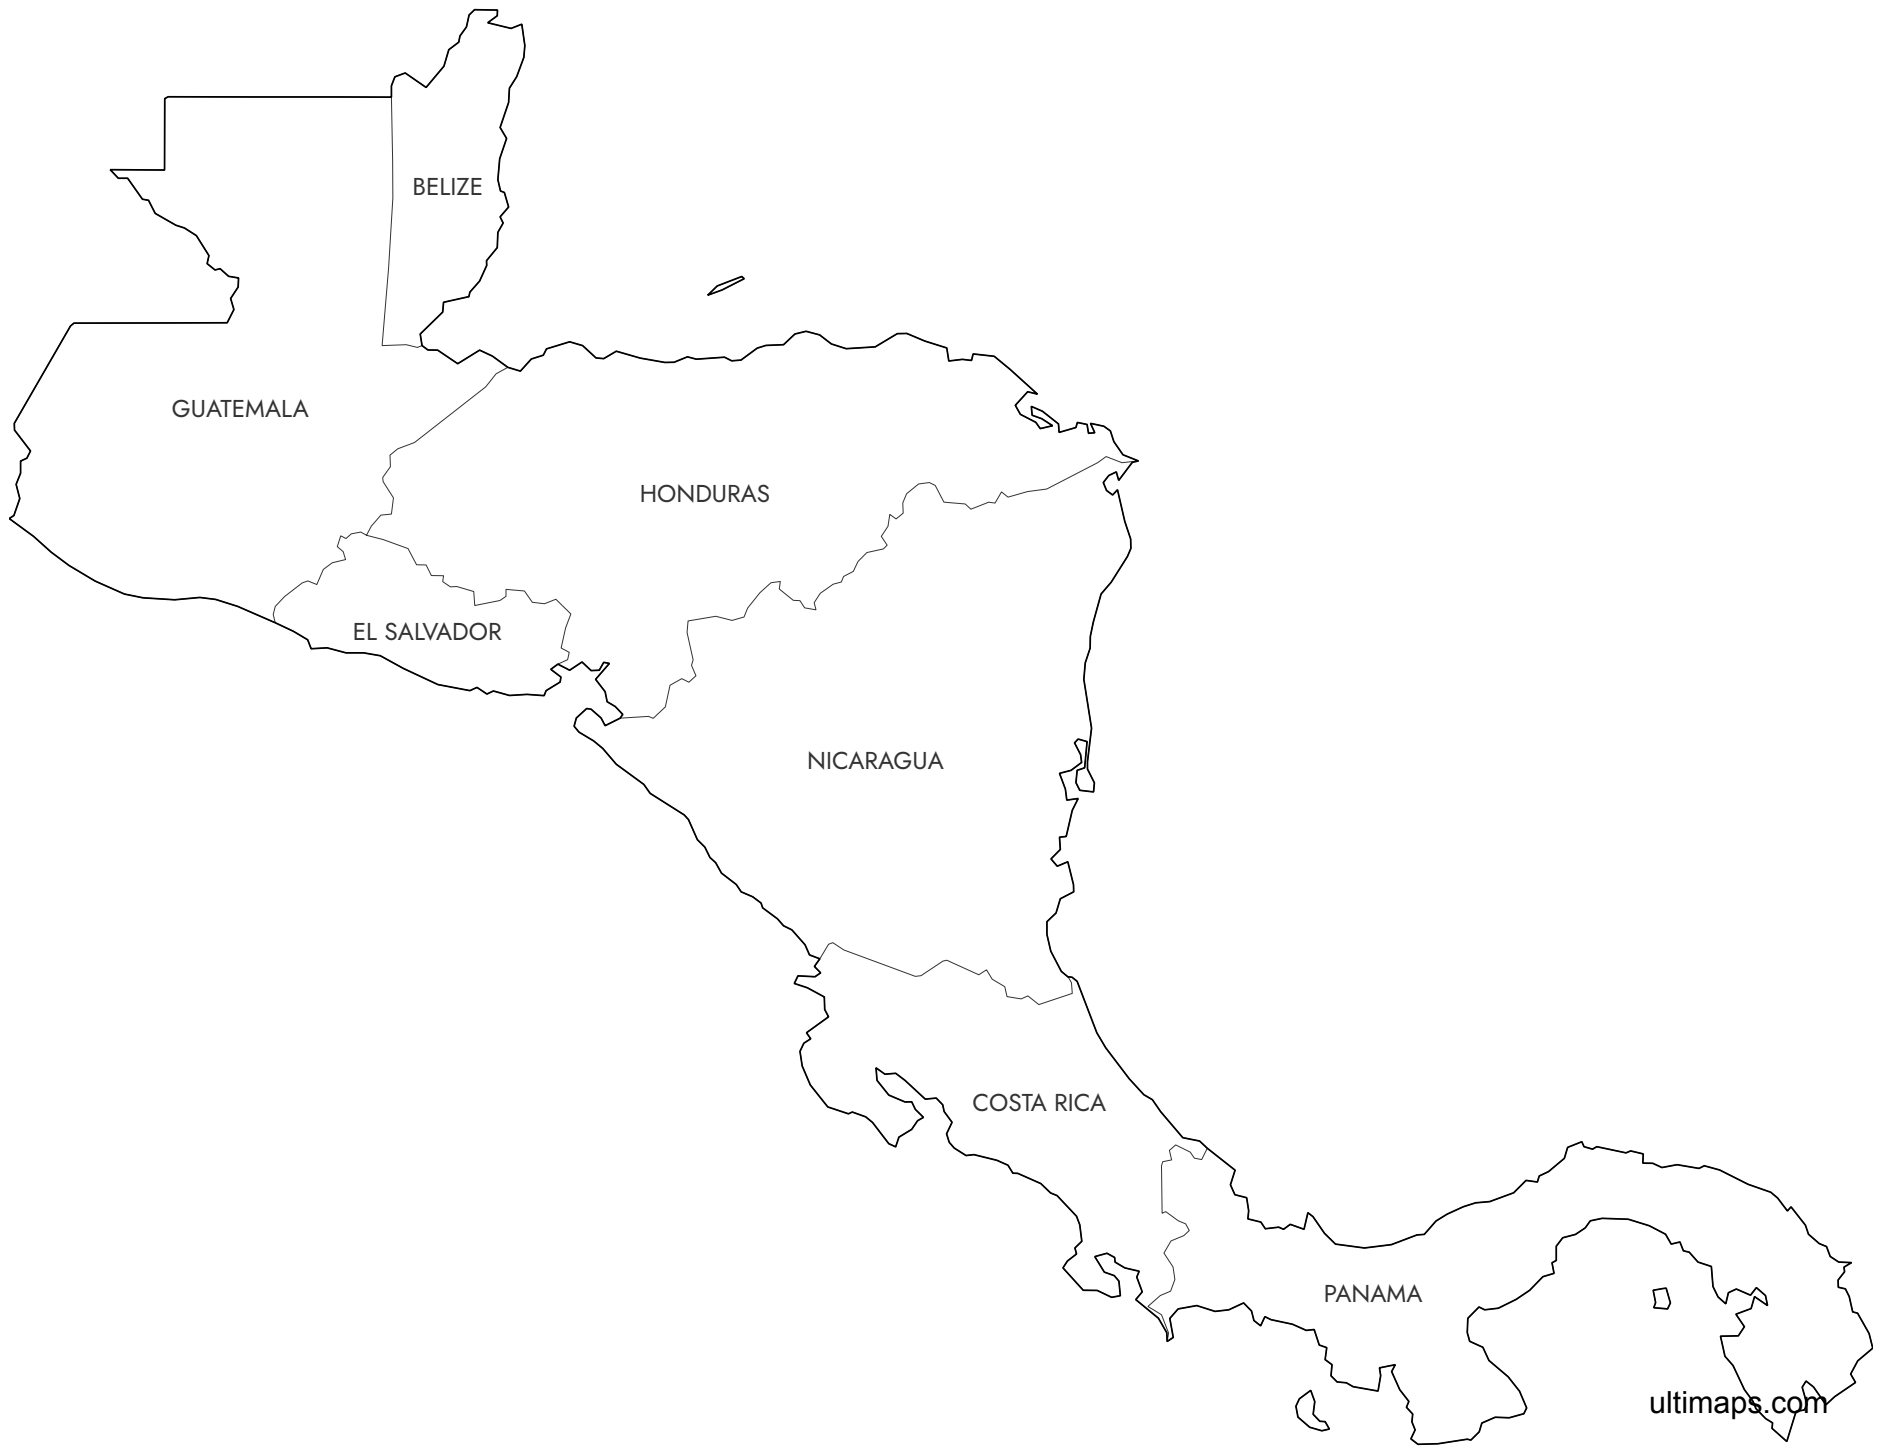 BELIZE
GUATEMALA
HONDURAS
EL SALVADOR
NICARAGUA
COSTA RICA
PANAMA
ultimaps.com